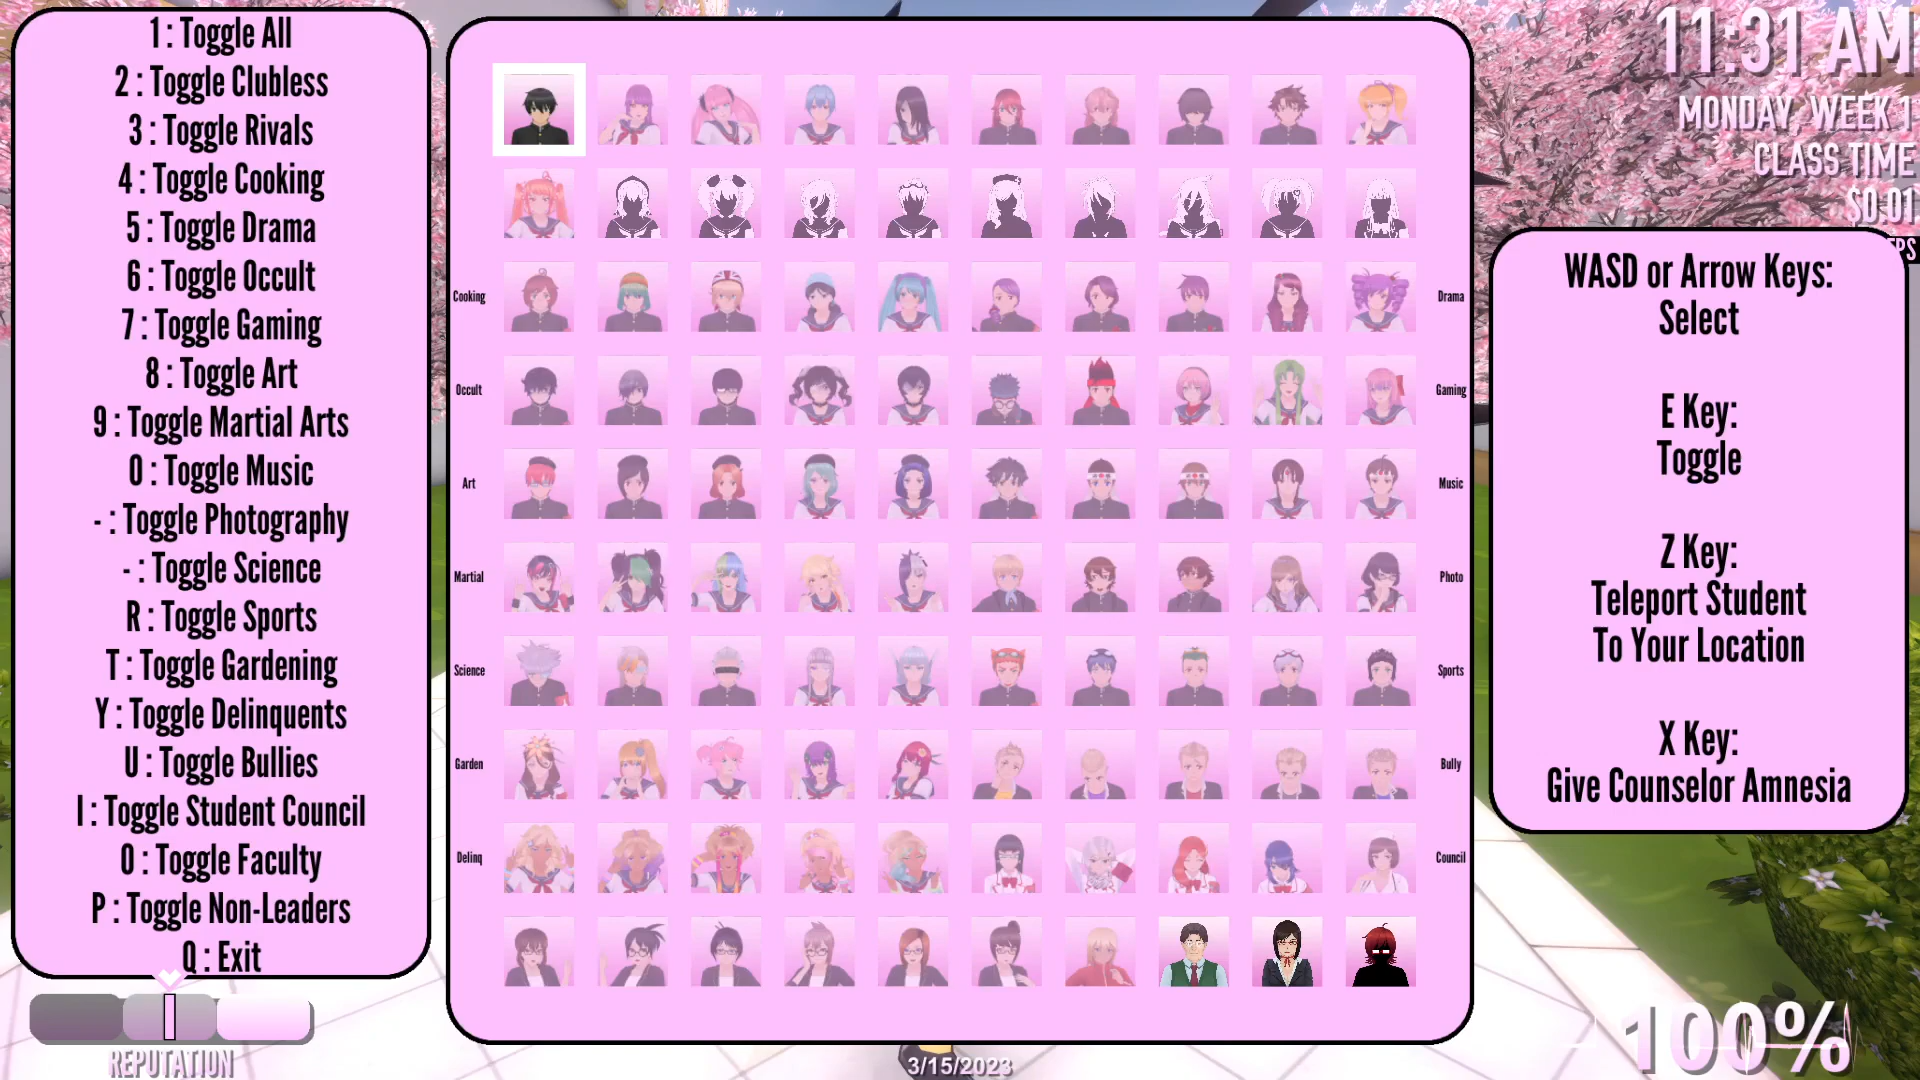 1 : Toggle All
2 : Toggle Clubless
3 : Toggle Rivals
4 : Toggle Cooking
5 : Toggle Drama
6 : Toggle Occult
7 : Toggle Gaming
8 : Toggle Art
9 : Toggle Martial Arts
0 : Toggle Music
- : Toggle Photography
- : Toggle Science
R : Toggle Sports
T : Toggle Gardening
Y : Toggle Delinquents
U : Toggle Bullies
I : Toggle Student Council
O : Toggle Faculty
P : Toggle Non-Leaders
Q : Exit
REPUTATION
Cooking
Drama
Occult
Gaming
Art
Music
Martial
Photo
Science
Sports
Garden
Bully
Delinq
Council
3/15/2023
11:31 AM
MONDAY, WEEK 1
CLASS TIME
$0.01
FPS
WASD or Arrow Keys:
Select
E Key:
Toggle
Z Key:
Teleport Student
To Your Location
X Key:
Give Counselor Amnesia
100%